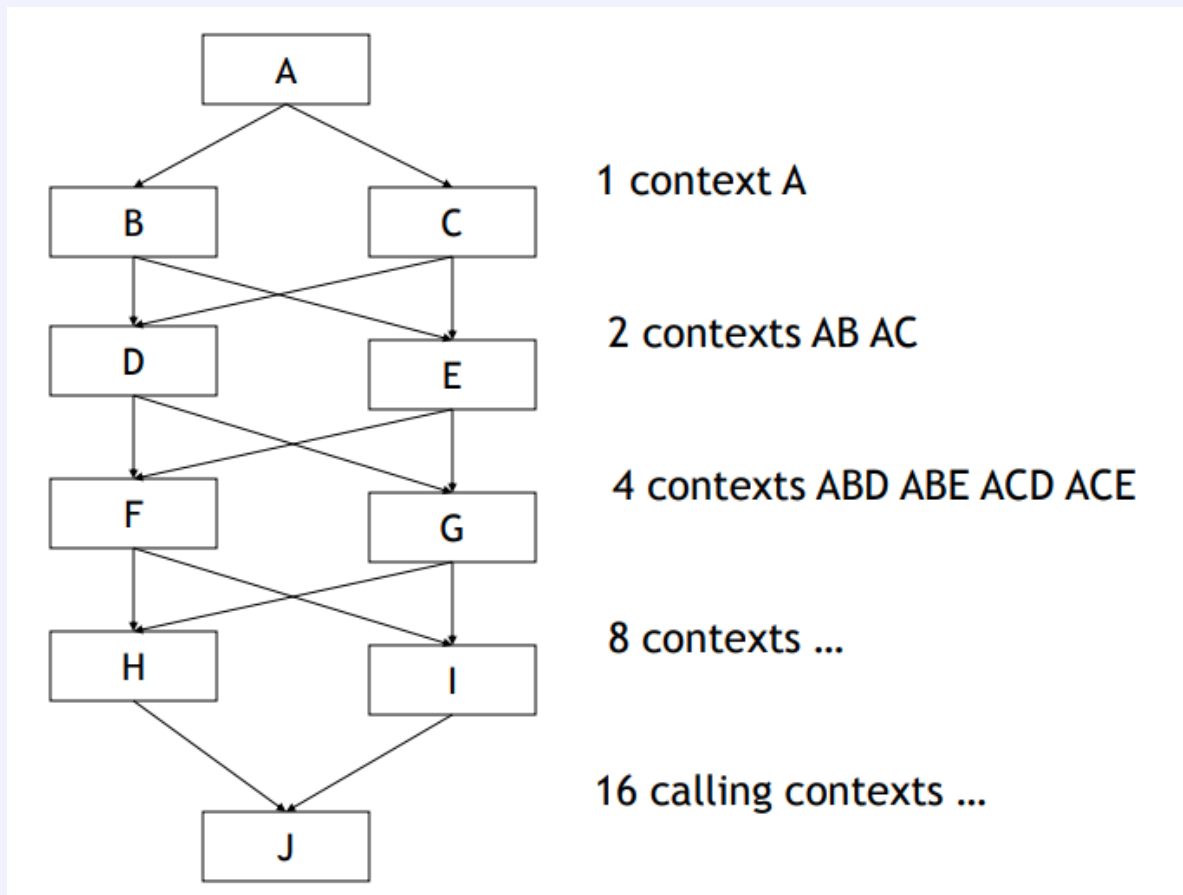 A
1 context A
B
C
2 contexts AB AC
D
E
4 contexts ABD ABE ACD ACE
F
G
8 contexts ...
H
I
16 calling contexts ...
J